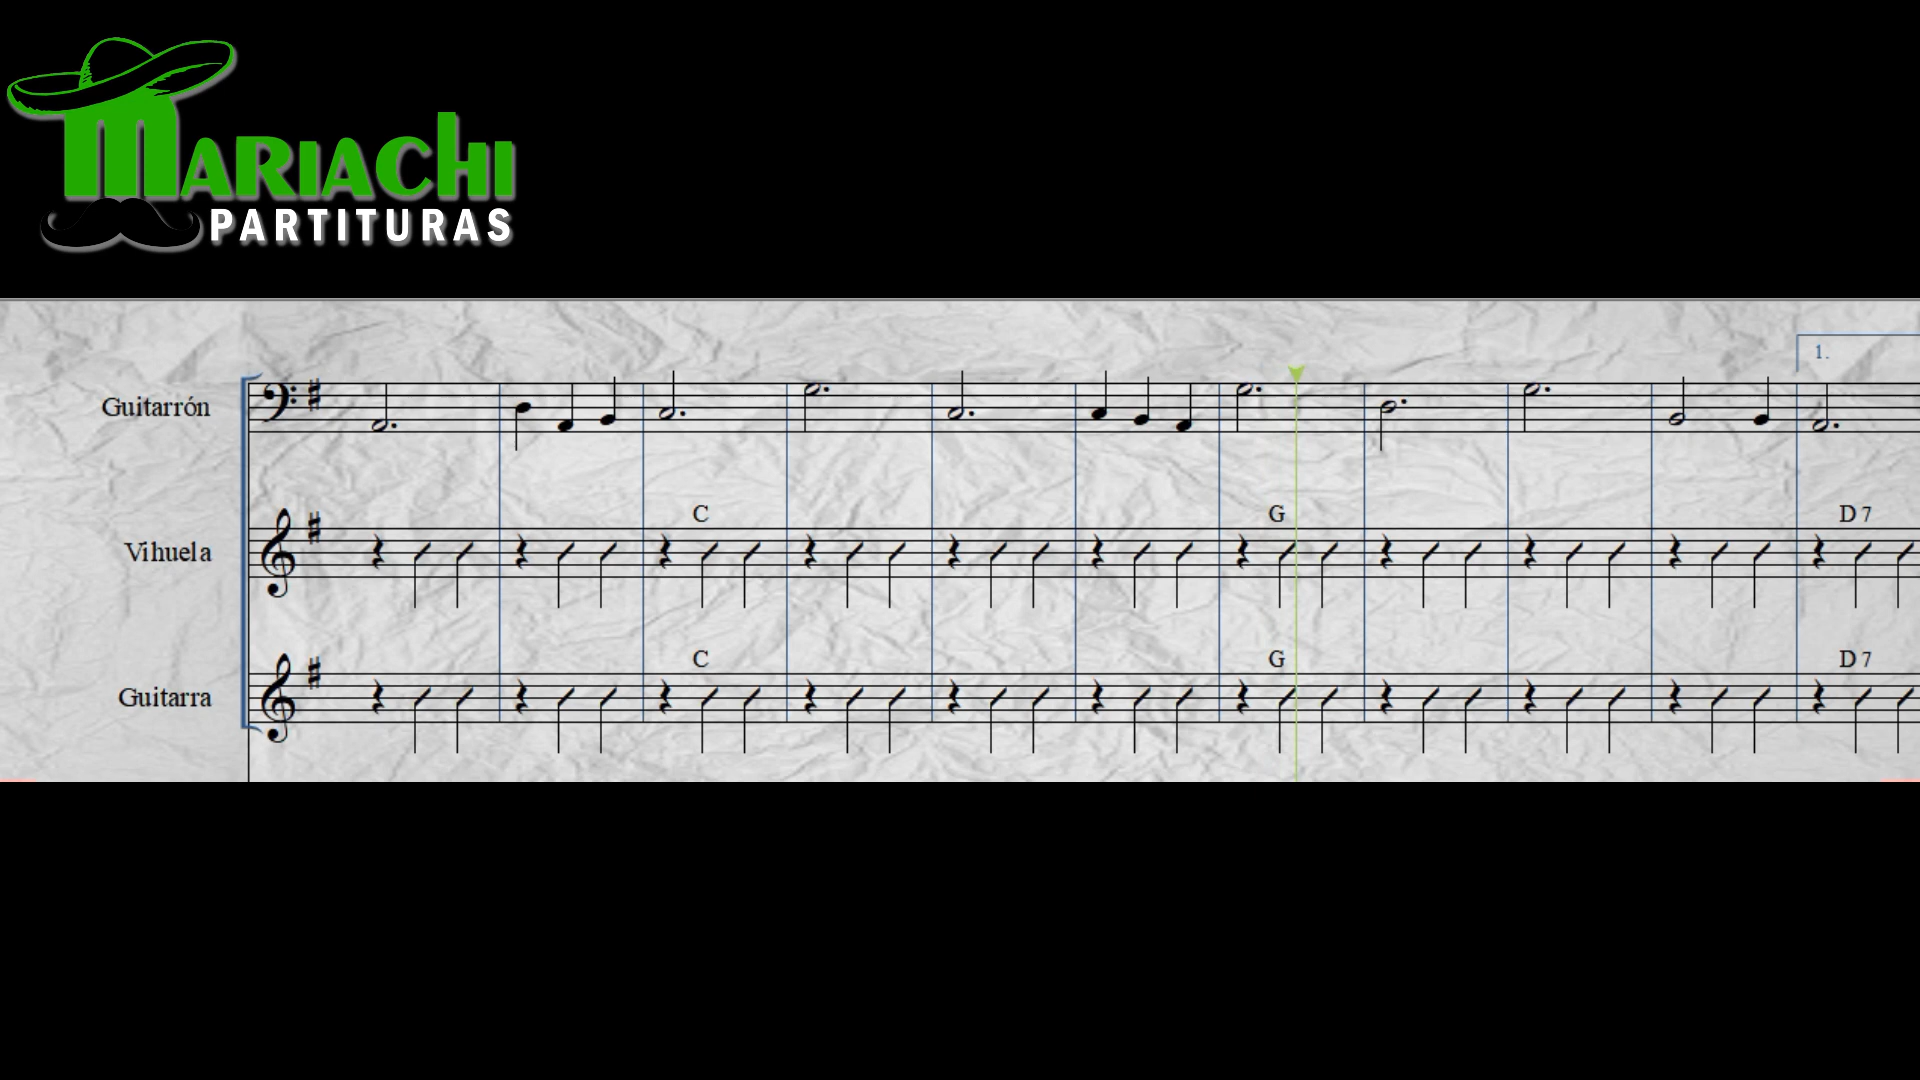 MARIACHI
PARTITURAS
1.
Guitarrón
C G D 7
Vihuela
C G D 7
Guitarra